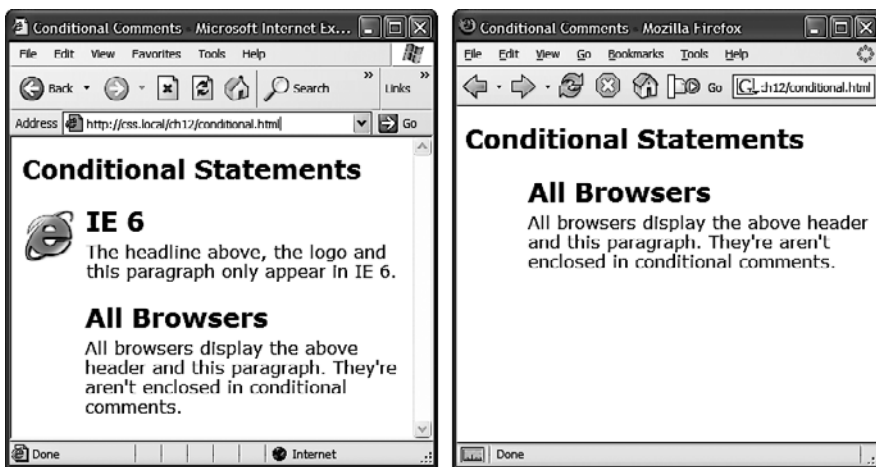 Conditional Comments - Microsoft Internet Ex...
File Edit View Favorites Tools Help
Back Search » Links »
Address http://css.local/ch12/conditional.html Go
Conditional Statements
IE 6
The headline above, the logo and
this paragraph only appear in IE 6.
All Browsers
All browsers display the above
header and this paragraph. They're
aren't enclosed in conditional
comments.
Done Internet
Conditional Comments - Mozilla Firefox
File Edit View Go Bookmarks Tools Help
Go :h12/conditional.html
Conditional Statements
All Browsers
All browsers display the above header
and this paragraph. They're aren't
enclosed in conditional comments.
Done